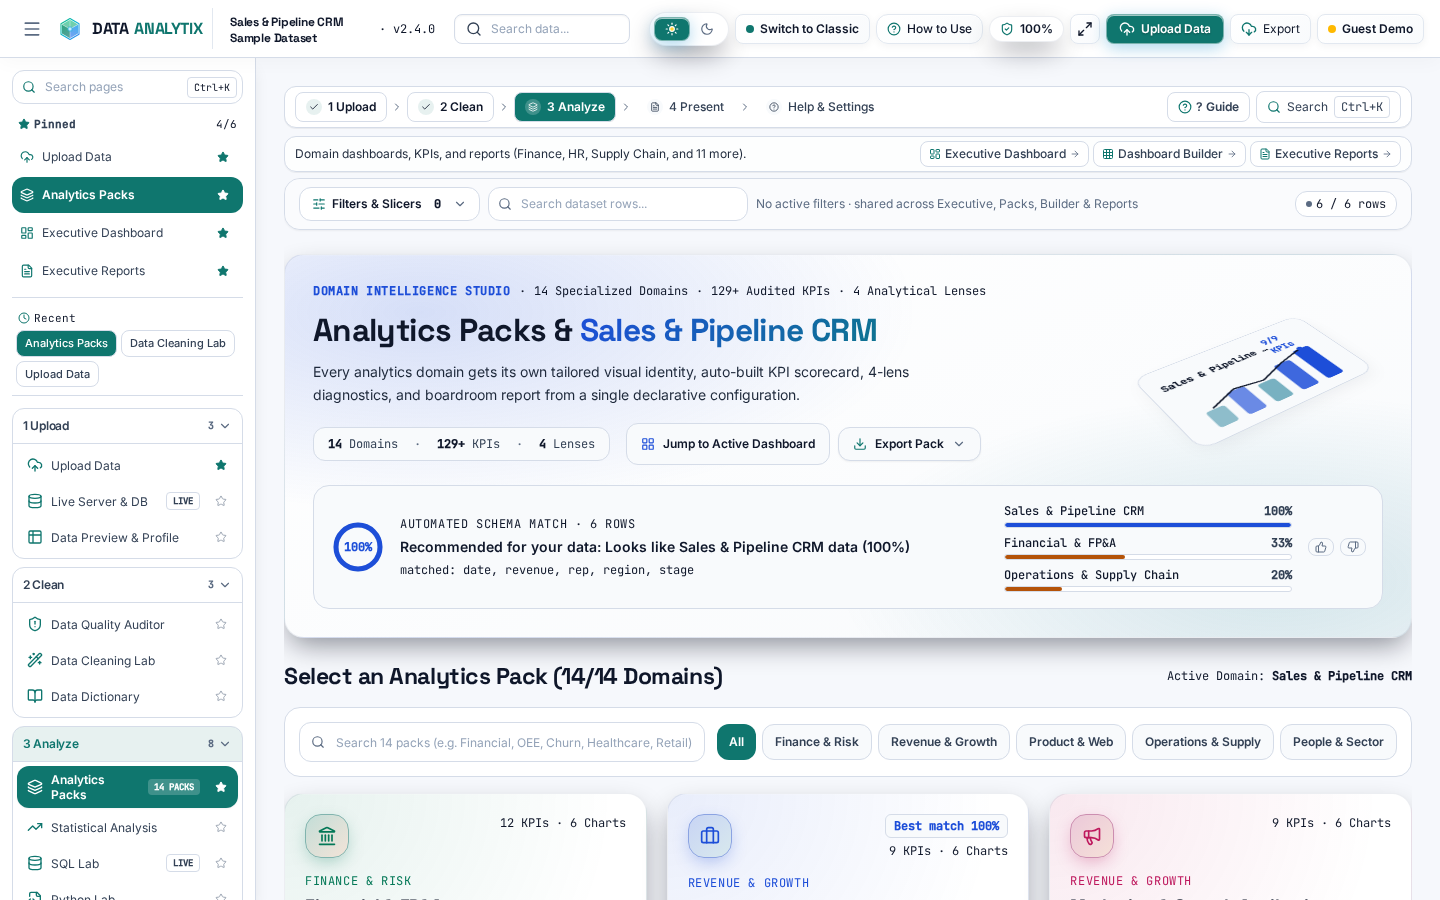 DATA ANALYTIX
Sales & Pipeline CRM
Sample Dataset
· v2.4.0
Search data...
Switch to Classic
How to Use
100%
Upload Data
Export
Guest Demo
Search pages
Ctrl+K
Pinned
4/6
Upload Data
Analytics Packs
Executive Dashboard
Executive Reports
Recent
Analytics Packs
Data Cleaning Lab
Upload Data
1 Upload
3
Upload Data
Live Server & DB
LIVE
Data Preview & Profile
2 Clean
3
Data Quality Auditor
Data Cleaning Lab
Data Dictionary
3 Analyze
8
Analytics Packs
14 PACKS
Statistical Analysis
SQL Lab
LIVE
Python Lab
1 Upload
2 Clean
3 Analyze
4 Present
Help & Settings
? Guide
Search
Ctrl+K
Domain dashboards, KPIs, and reports (Finance, HR, Supply Chain, and 11 more).
Executive Dashboard →
Dashboard Builder →
Executive Reports →
Filters & Slicers 0
Search dataset rows...
No active filters · shared across Executive, Packs, Builder & Reports
6 / 6 rows
DOMAIN INTELLIGENCE STUDIO · 14 Specialized Domains · 129+ Audited KPIs · 4 Analytical Lenses
Analytics Packs & Sales & Pipeline CRM
Every analytics domain gets its own tailored visual identity, auto-built KPI scorecard, 4-lens
diagnostics, and boardroom report from a single declarative configuration.
14 Domains · 129+ KPIs · 4 Lenses
Jump to Active Dashboard
Export Pack
Sales & Pipeline
9/9
KPIs
100%
AUTOMATED SCHEMA MATCH · 6 ROWS
Recommended for your data: Looks like Sales & Pipeline CRM data (100%)
matched: date, revenue, rep, region, stage
Sales & Pipeline CRM 100%
Financial & FP&A 33%
Operations & Supply Chain 20%
Select an Analytics Pack (14/14 Domains)
Active Domain: Sales & Pipeline CRM
Search 14 packs (e.g. Financial, OEE, Churn, Healthcare, Retail)
All
Finance & Risk
Revenue & Growth
Product & Web
Operations & Supply
People & Sector
12 KPIs · 6 Charts
FINANCE & RISK
Best match 100%
9 KPIs · 6 Charts
REVENUE & GROWTH
9 KPIs · 6 Charts
REVENUE & GROWTH